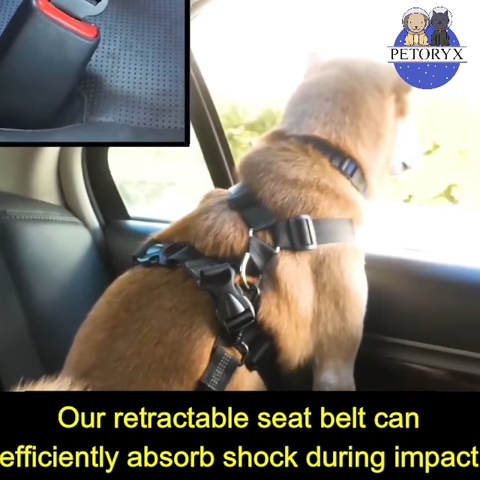 PETORYX
Our retractable seat belt can
efficiently absorb shock during impact